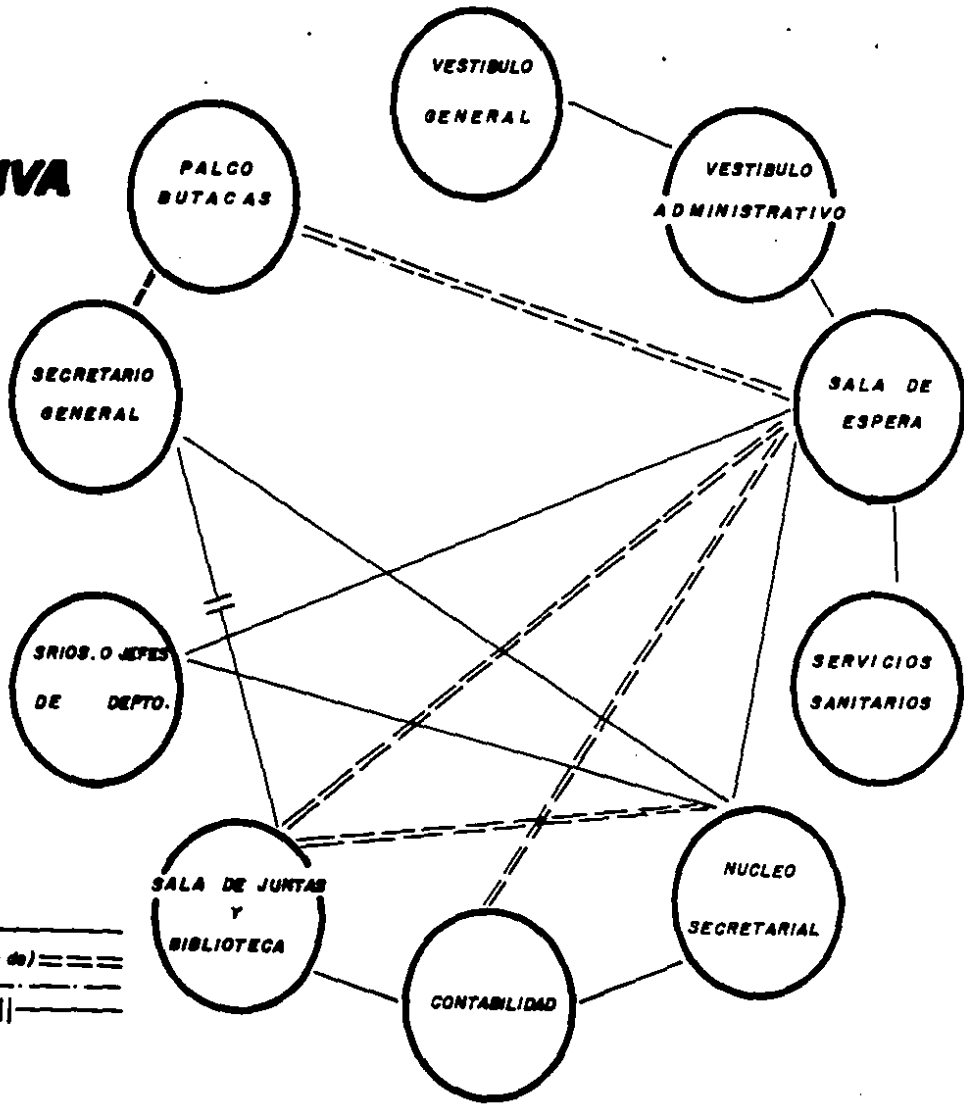 VESTIBULO
GENERAL
IVA
PALCO
BUTACAS
VESTIBULO
ADMINISTRATIVO
SECRETARIO
GENERAL
SALA DE
ESPERA
SRIOS. O JEFES
DE DEPTO.
SERVICIOS
SANITARIOS
SALA DE JUNTAS
Y
BIBLIOTECA
NUCLEO
SECRETARIAL
CONTABILIDAD
do)